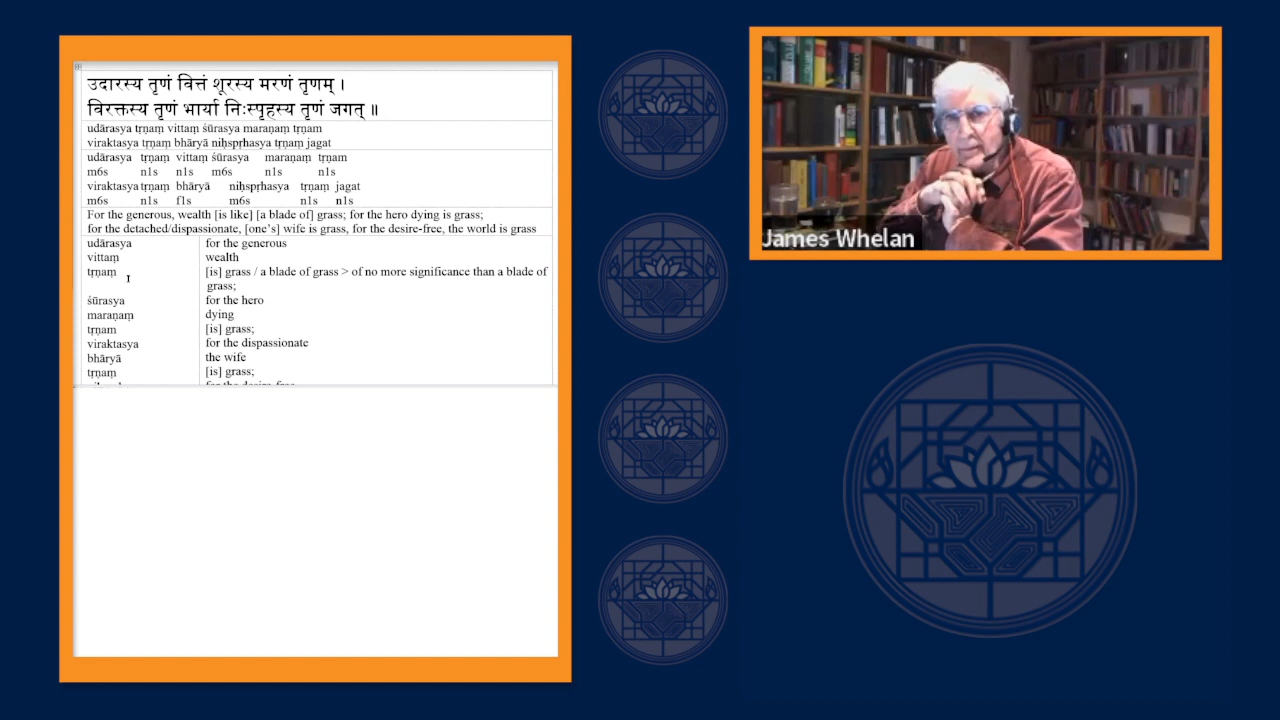 उदारस्य तृणं वित्तं शूरस्य मरणं तृणम् ।
विरक्तस्य तृणं भार्या निःस्पृहस्य तृणं जगत् ॥
udārasya tṛṇaṃ vittaṃ śūrasya maraṇaṃ tṛṇam
viraktasya tṛṇaṃ bhāryā niḥspṛhasya tṛṇaṃ jagat
udārasya tṛṇaṃ vittaṃ śūrasya maraṇaṃ tṛṇam
m6s n1s n1s m6s n1s n1s
viraktasya tṛṇaṃ bhāryā niḥspṛhasya tṛṇaṃ jagat
m6s n1s f1s m6s n1s n1s
For the generous, wealth [is like] [a blade of] grass; for the hero dying is grass;
for the detached/dispassionate, [one’s] wife is grass, for the desire-free, the world is grass
udārasya for the generous
vittaṃ wealth
tṛṇaṃ [is] grass / a blade of grass > of no more significance than a blade of
grass;
śūrasya for the hero
maraṇaṃ dying
tṛṇam [is] grass;
viraktasya for the dispassionate
bhāryā the wife
tṛṇaṃ [is] grass;
for the desire-free
James Whelan